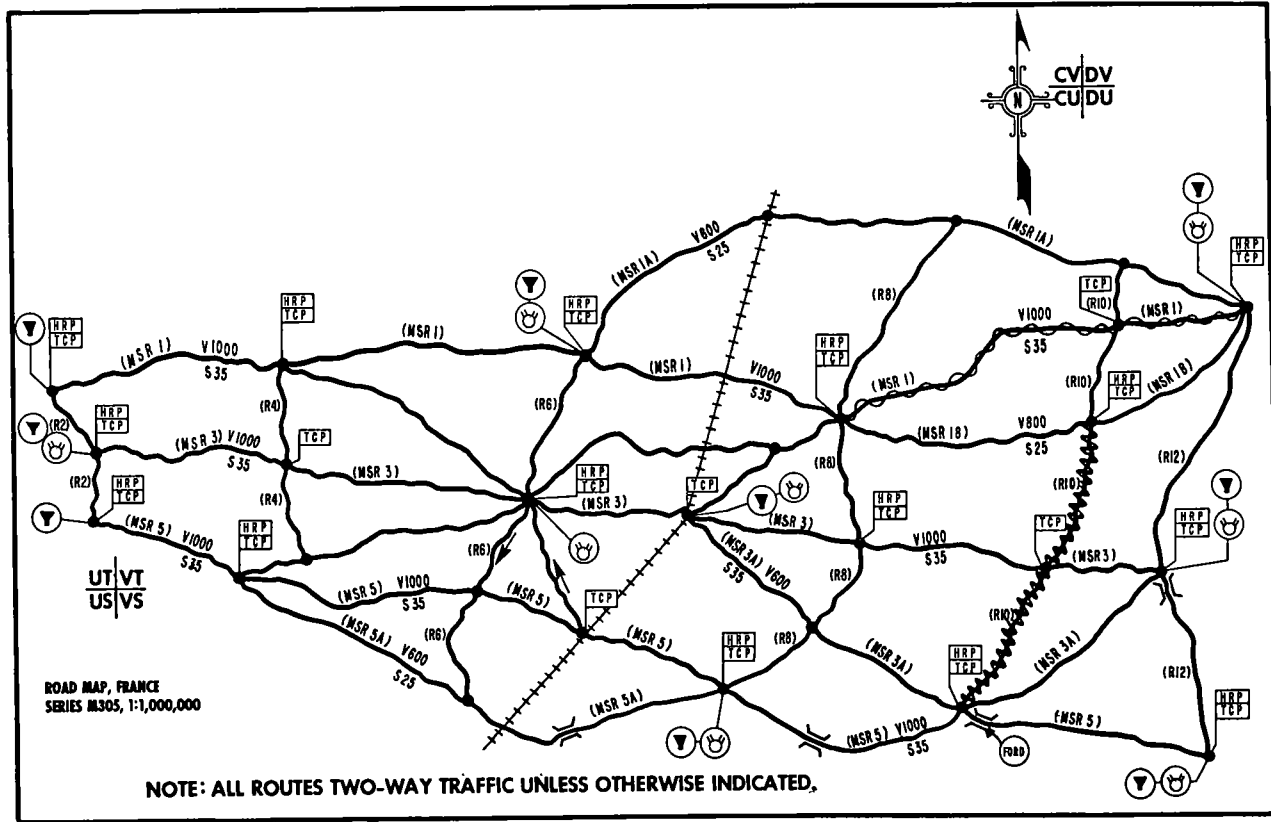 N
CV DV
CU DU
(MSR 1A)
V800
S25
(MSR 1A)
HRP
TCP
TCP
(R10)
(MSR 1)
(R8)
V1000
S35
HRP
TCP
HRP
TCP
HRP
TCP
(MSR 1)
V1000
S35
(MSR 1)
(MSR 1)
V1000
S35
HRP
TCP
(MSR 1)
(R10)
(MSR 1B)
HRP
TCP
(R4)
(R6)
(MSR 1B)
V800
S25
(R2)
HRP
TCP
(MSR 3) V1000
S35
TCP
(MSR 3)
HRP
TCP
(MSR 3)
TCP
(R8)
(R12)
(R2)
HRP
TCP
(R4)
(MSR 3)
HRP
TCP
V1000
S35
(R10)
TCP
(MSR 3)
HRP
TCP
(MSR 5) V1000
S35
HRP
TCP
(R6)
(MSR 3A) V600
S35
(R8)
UT VT
US VS
(MSR 5) V1000
S35
(MSR 5)
TCP
(R10)
(MSR 5A) V600
S25
(R6)
(MSR 5)
HRP
TCP
(R8)
(MSR 3A)
HRP
TCP
(MSR 3A)
(R12)
ROAD MAP, FRANCE
SERIES M305, 1:1,000,000
(MSR 5A)
(MSR 5) V1000
S35
FORD
(MSR 5)
HRP
TCP
NOTE: ALL ROUTES TWO-WAY TRAFFIC UNLESS OTHERWISE INDICATED.